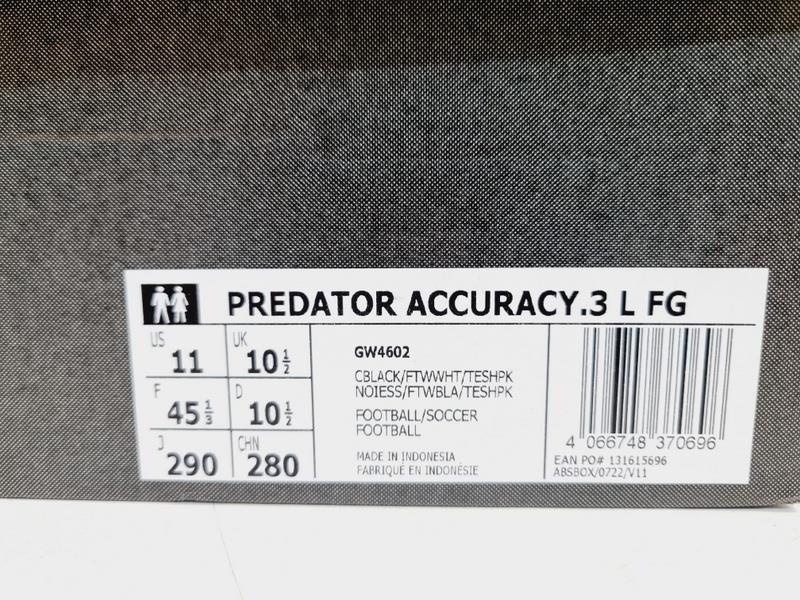 PREDATOR ACCURACY.3 L FG
US 11
UK 10 1/2
F 45 1/3
D 10 1/2
J 290
CHN 280
GW4602
CBLACK/FTWWHT/TESHPK
NOIESS/FTWBLA/TESHPK
FOOTBALL/SOCCER
FOOTBALL
MADE IN INDONESIA
FABRIQUÉ EN INDONÉSIE
4 066748 370696
EAN PO# 131615696
ABSBOX/0722/V11